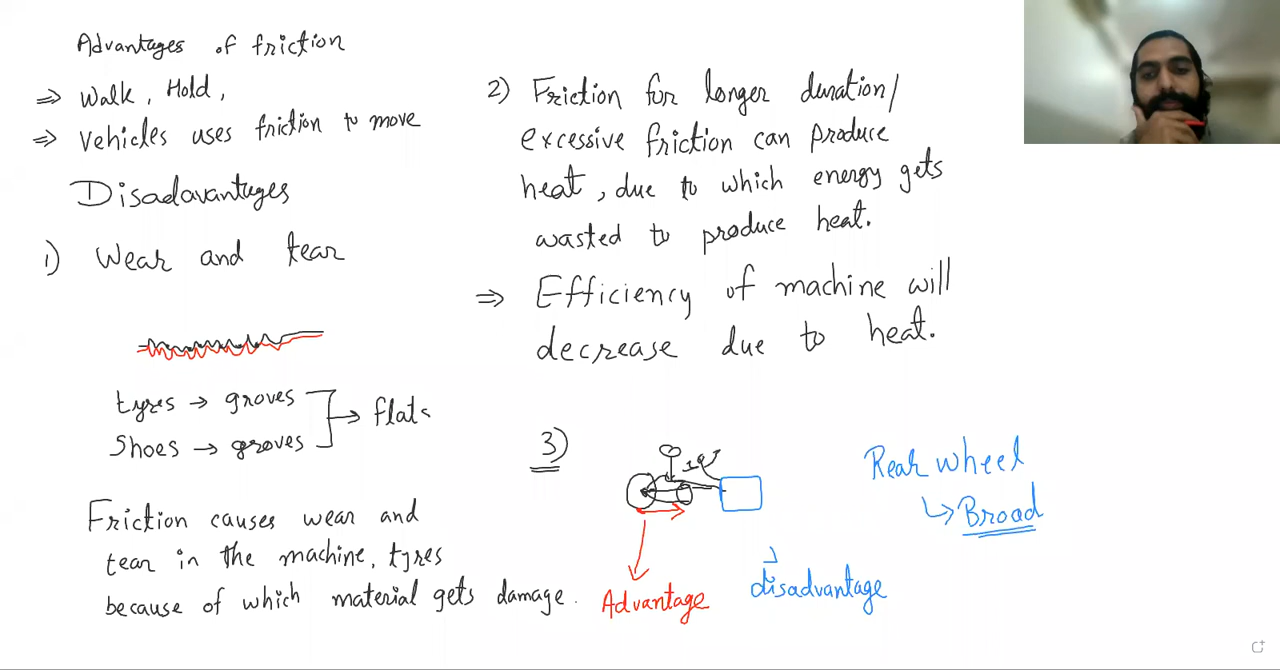 Advantages of friction
⇒ Walk, Hold,
⇒ Vehicles uses friction to move
Disadavantages
1) Wear and tear
tyres → groves
Shoes → groves
→ flats
Friction causes wear and
tear in the machine, tyres
because of which material gets damage.
2) Friction for longer duration/
excessive friction can produce
heat, due to which energy gets
wasted to produce heat.
⇒ Efficiency of machine will
decrease due to heat.
3)
Advantage
disadvantage
Rear wheel
↳ Broad